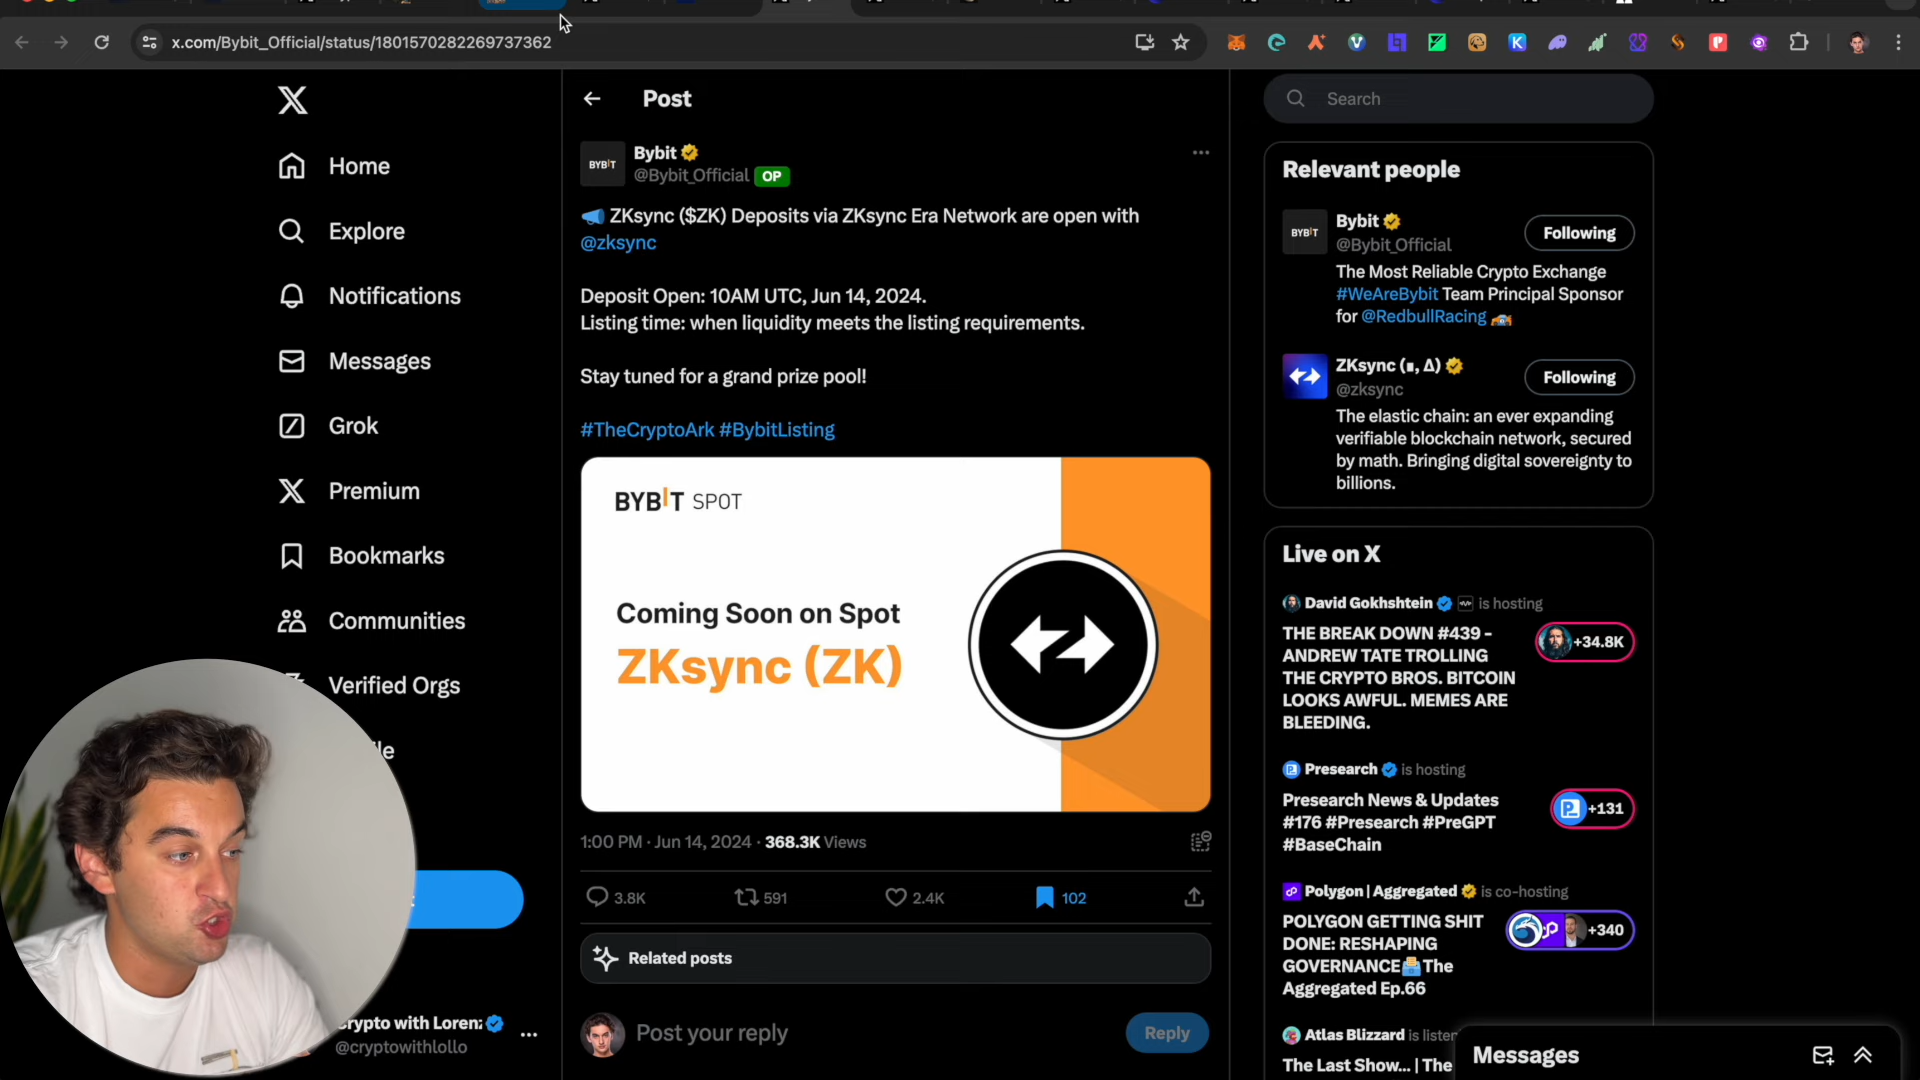 x.com/Bybit_Official/status/1801570282269737362
Post
Search
Home
Explore
Notifications
Messages
Grok
Premium
Bookmarks
Communities
Verified Orgs
Crypto with Lorenz
@cryptowithlollo
BYBIT
Bybit
@Bybit_Official OP
ZKsync ($ZK) Deposits via ZKsync Era Network are open with
@zksync
Deposit Open: 10AM UTC, Jun 14, 2024.
Listing time: when liquidity meets the listing requirements.
Stay tuned for a grand prize pool!
#TheCryptoArk #BybitListing
BYBIT SPOT
Coming Soon on Spot
ZKsync (ZK)
1:00 PM · Jun 14, 2024 · 368.3K Views
3.8K 591 2.4K 102
Related posts
Post your reply
Reply
Relevant people
BYBIT
Bybit
@Bybit_Official
Following
The Most Reliable Crypto Exchange
#WeAreBybit Team Principal Sponsor
for @RedbullRacing
ZKsync (∎, ∆)
@zksync
Following
The elastic chain: an ever expanding
verifiable blockchain network, secured
by math. Bringing digital sovereignty to
billions.
Live on X
David Gokhshtein is hosting
THE BREAK DOWN #439 -
ANDREW TATE TROLLING
THE CRYPTO BROS. BITCOIN
LOOKS AWFUL. MEMES ARE
BLEEDING.
+34.8K
Presearch is hosting
Presearch News & Updates
#176 #Presearch #PreGPT
#BaseChain
+131
Polygon | Aggregated is co-hosting
POLYGON GETTING SHIT
DONE: RESHAPING
GOVERNANCE The
Aggregated Ep.66
+340
Atlas Blizzard is
The Last Show... | The
Messages